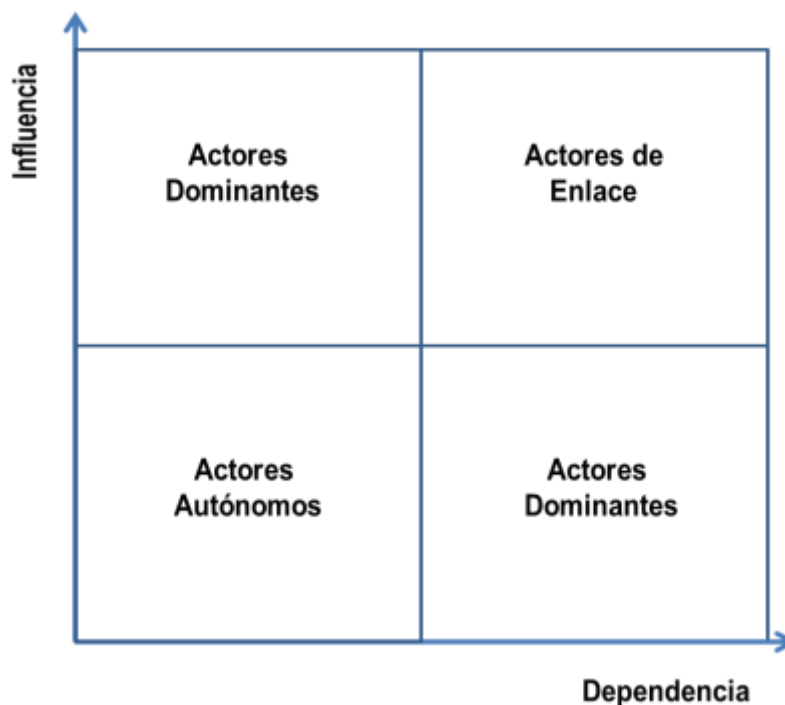 Influencia
Actores
Dominantes
Actores de
Enlace
Actores
Autónomos
Actores
Dominantes
Dependencia